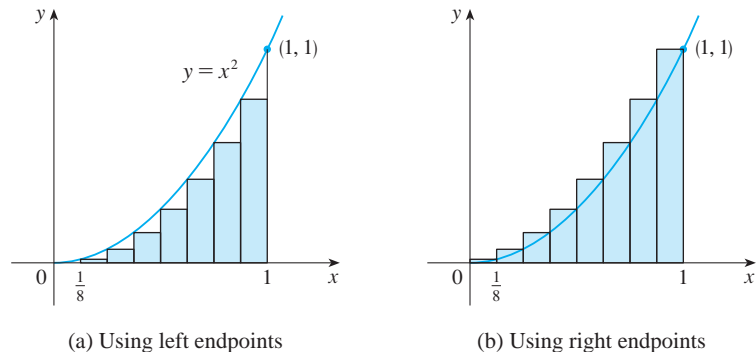 y
(1, 1)
y = x²
0
1/8
1
x
(a) Using left endpoints
y
(1, 1)
0
1/8
1
x
(b) Using right endpoints